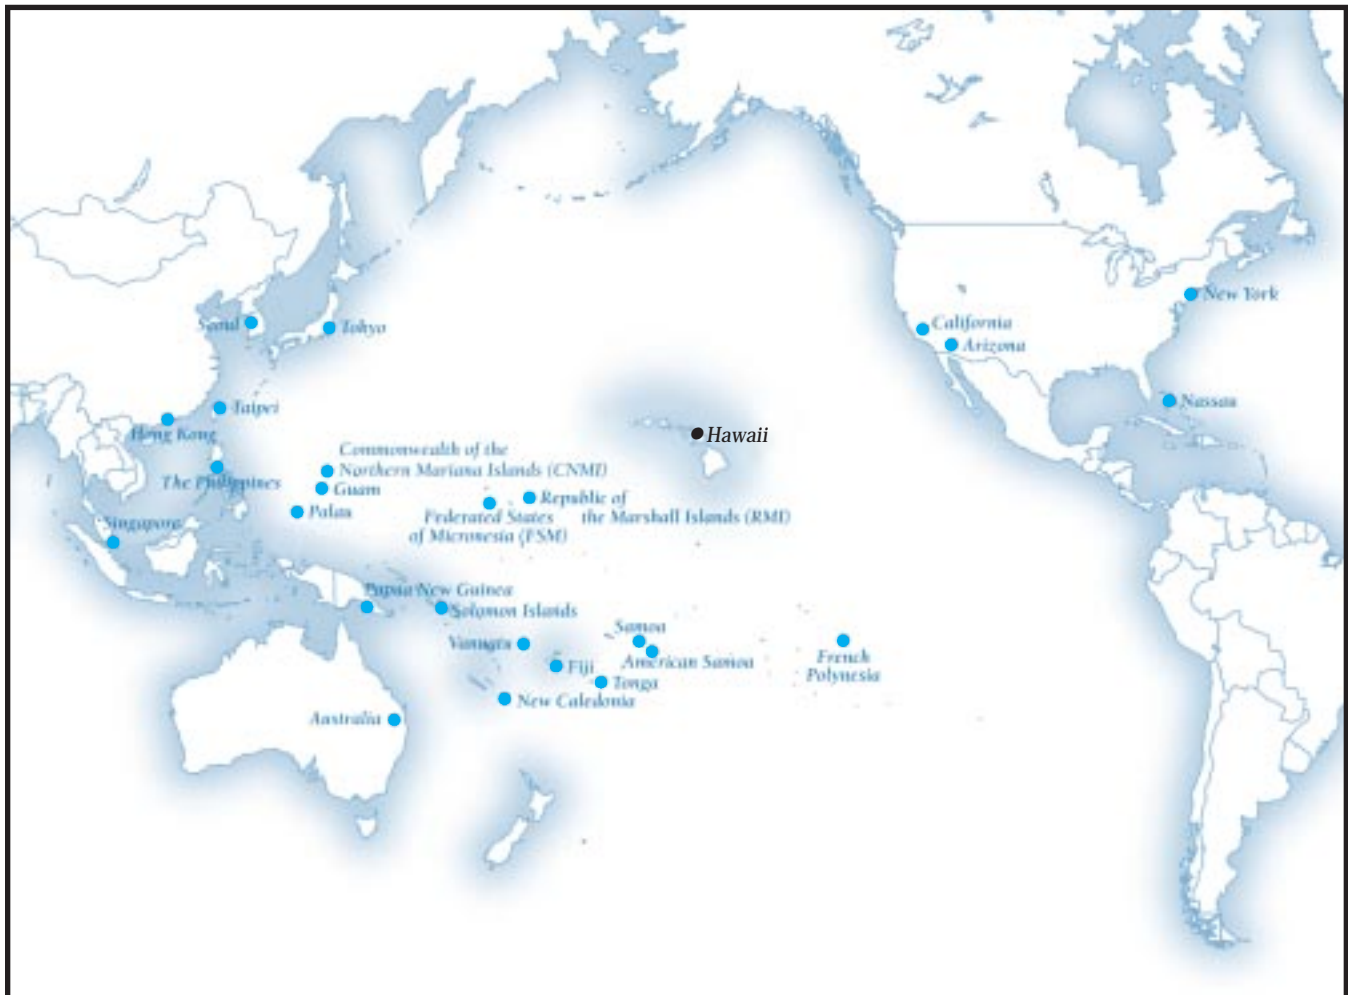 New York
California
Seoul
Tokyo
Arizona
Nassau
Taipei
Hong Kong
Hawaii
Commonwealth of the
Northern Mariana Islands (CNMI)
The Philippines
Guam
Republic of
the Marshall Islands (RMI)
Palau
Federated States
of Micronesia (FSM)
Singapore
Papua New Guinea
Solomon Islands
Samoa
Vanuatu
American Samoa
French
Polynesia
Fiji
Tonga
New Caledonia
Australia